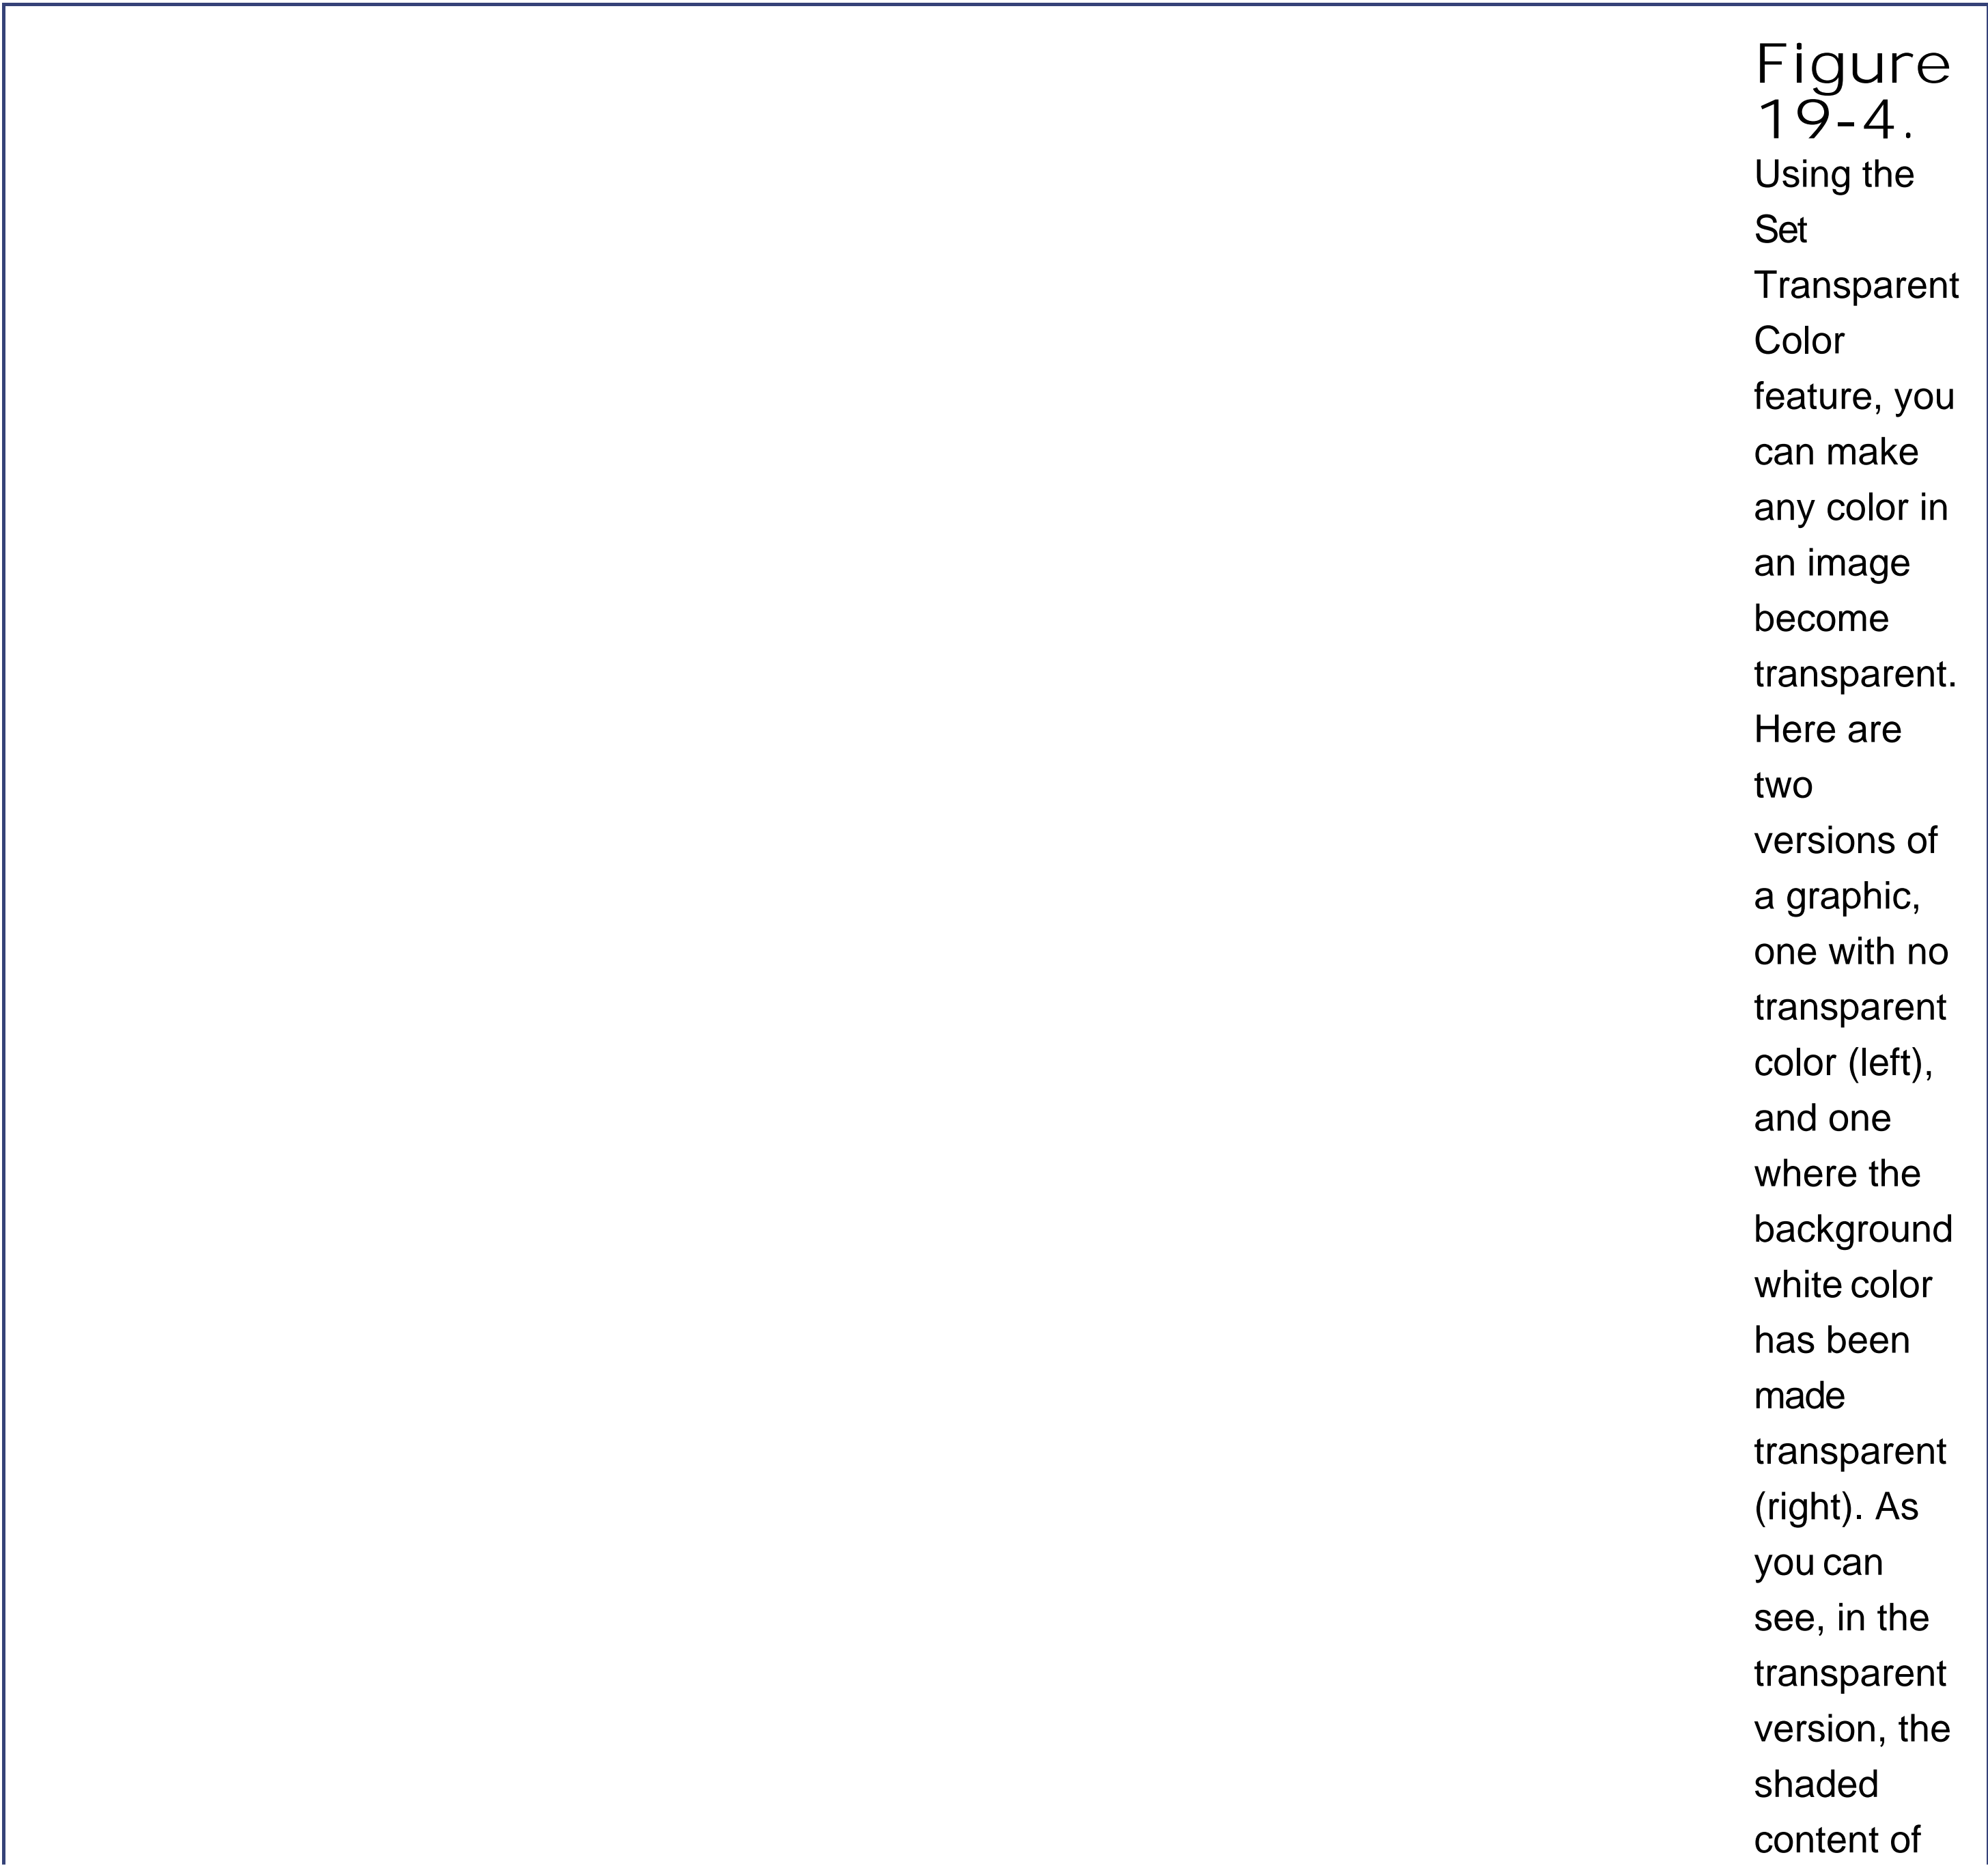 Figure
19-4.
Using the
Set
Transparent
Color
feature, you
can make
any color in
an image
become
transparent.
Here are
two
versions of
a graphic,
one with no
transparent
color (left),
and one
where the
background
white color
has been
made
transparent
(right). As
you can
see, in the
transparent
version, the
shaded
content of